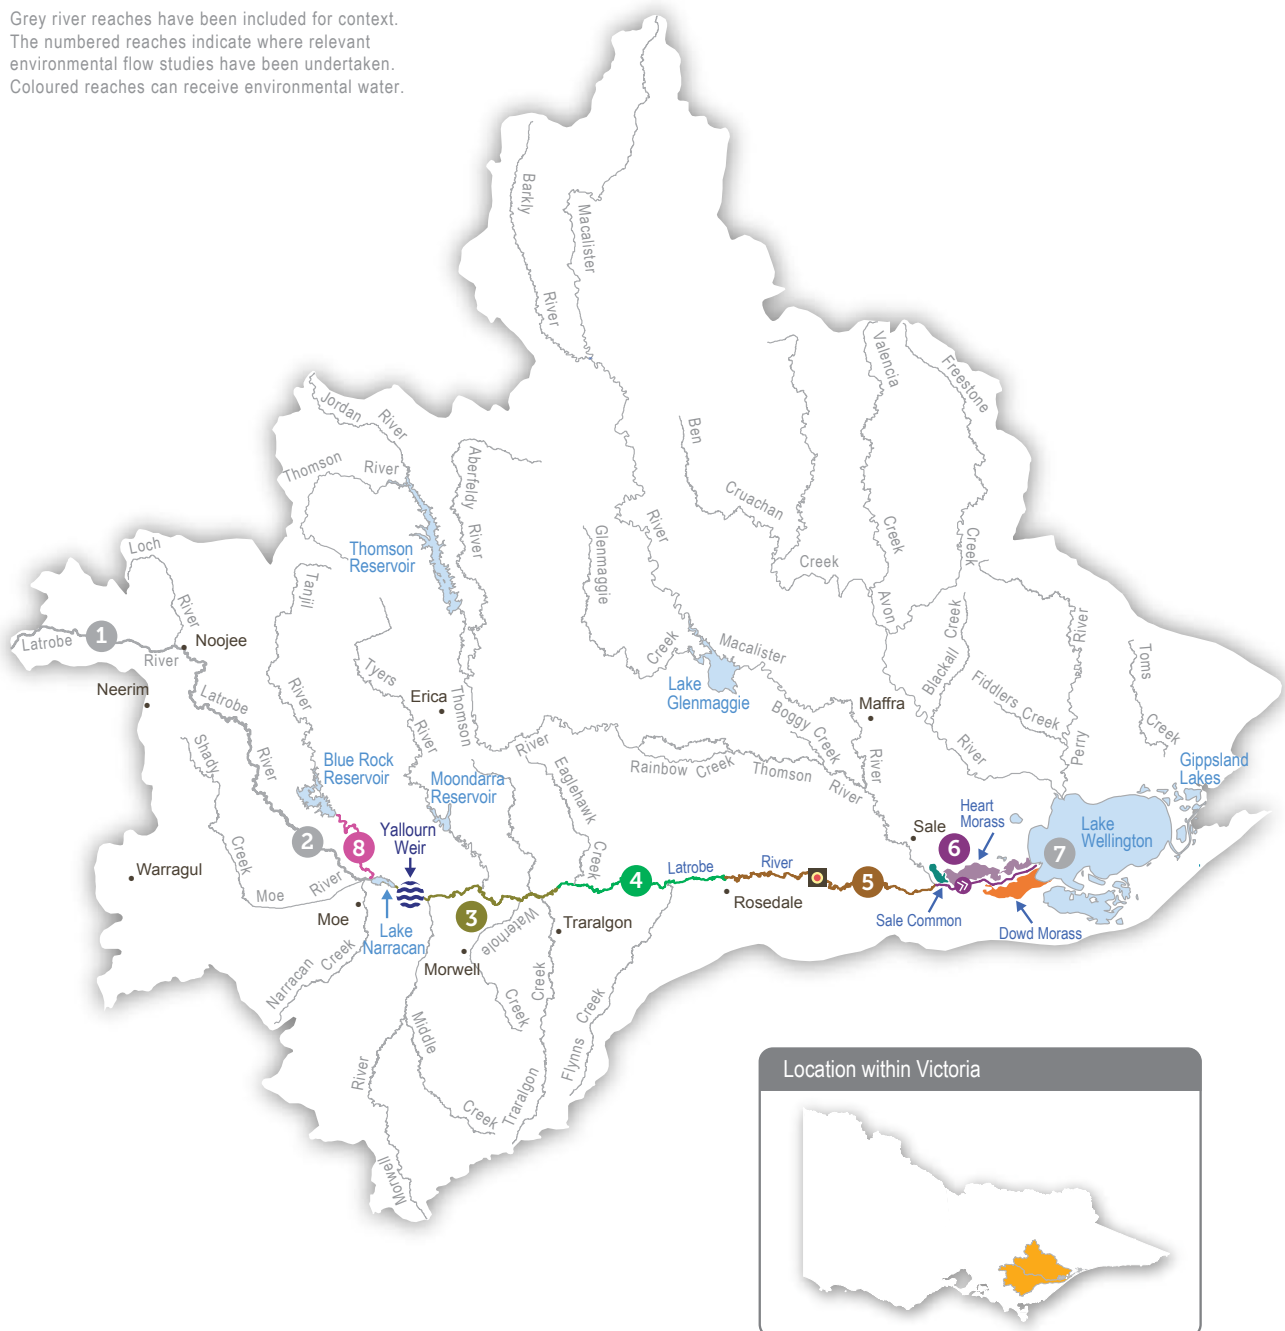 Grey river reaches have been included for context.
The numbered reaches indicate where relevant
environmental flow studies have been undertaken.
Coloured reaches can receive environmental water.
Barkly
River
Macalister
Valencia
Freestone
Jordan
River
Thomson
River
Aberfeldy
River
Ben
Cruachan
Creek
River
Glenmaggie
Creek
Creek
Creek
Loch
River
Thomson
Reservoir
Tanjil
River
Avon
River
Blackall Creek
Fiddlers Creek
Perry
River
Toms
Creek
1
Latrobe
River
Noojee
Neerim
Latrobe
River
Tyers
River
Erica
Thomson
River
Macalister
Lake
Glenmaggie
Boggy Creek
Maffra
River
Shady
Creek
Blue Rock
Reservoir
Moondarra
Reservoir
Eaglehawk
Creek
Rainbow Creek
Thomson
River
Gippsland
Lakes
2
8
Yallourn
Weir
Sale
Heart
Morass
6
Lake
Wellington
7
Warragul
Moe
River
4
Latrobe
River
5
Rosedale
Sale Common
Dowd Morass
Moe
Lake
Narracan
3
Waterhole
Creek
Traralgon
Morwell
Narracan
Creek
Middle
Creek
Traralgon
Creek
Flynns
Creek
River
Morwell
Location within Victoria